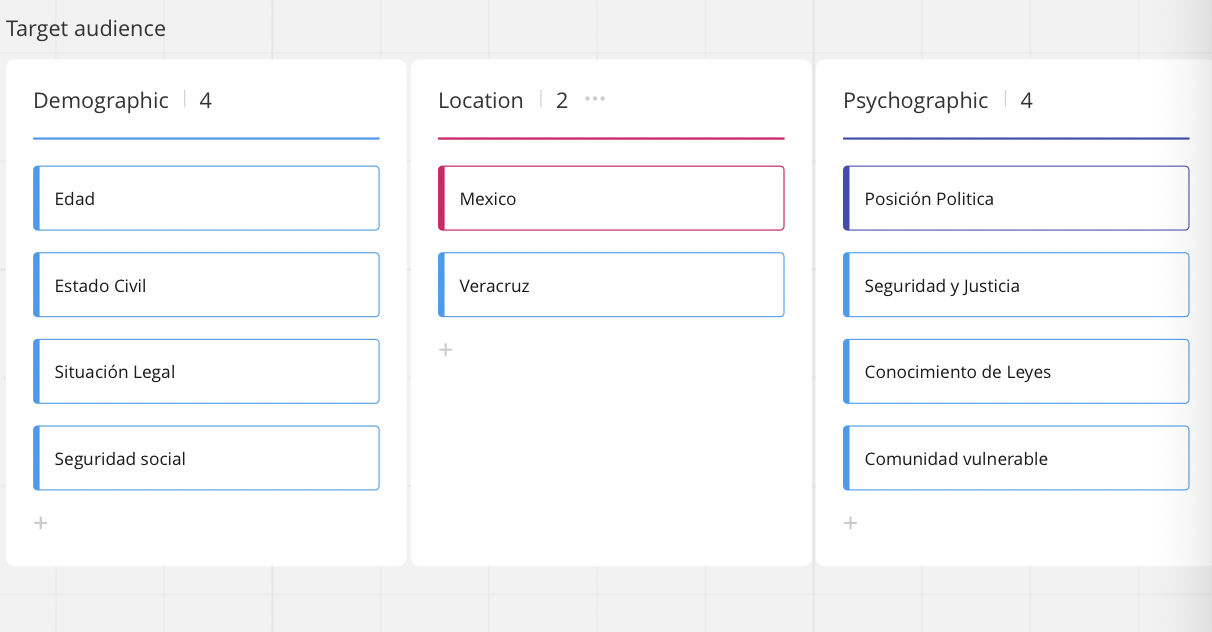 Target audience
Demographic | 4
Edad
Estado Civil
Situación Legal
Seguridad social
+
Location | 2 •••
Mexico
Veracruz
+
Psychographic | 4
Posición Politica
Seguridad y Justicia
Conocimiento de Leyes
Comunidad vulnerable
+